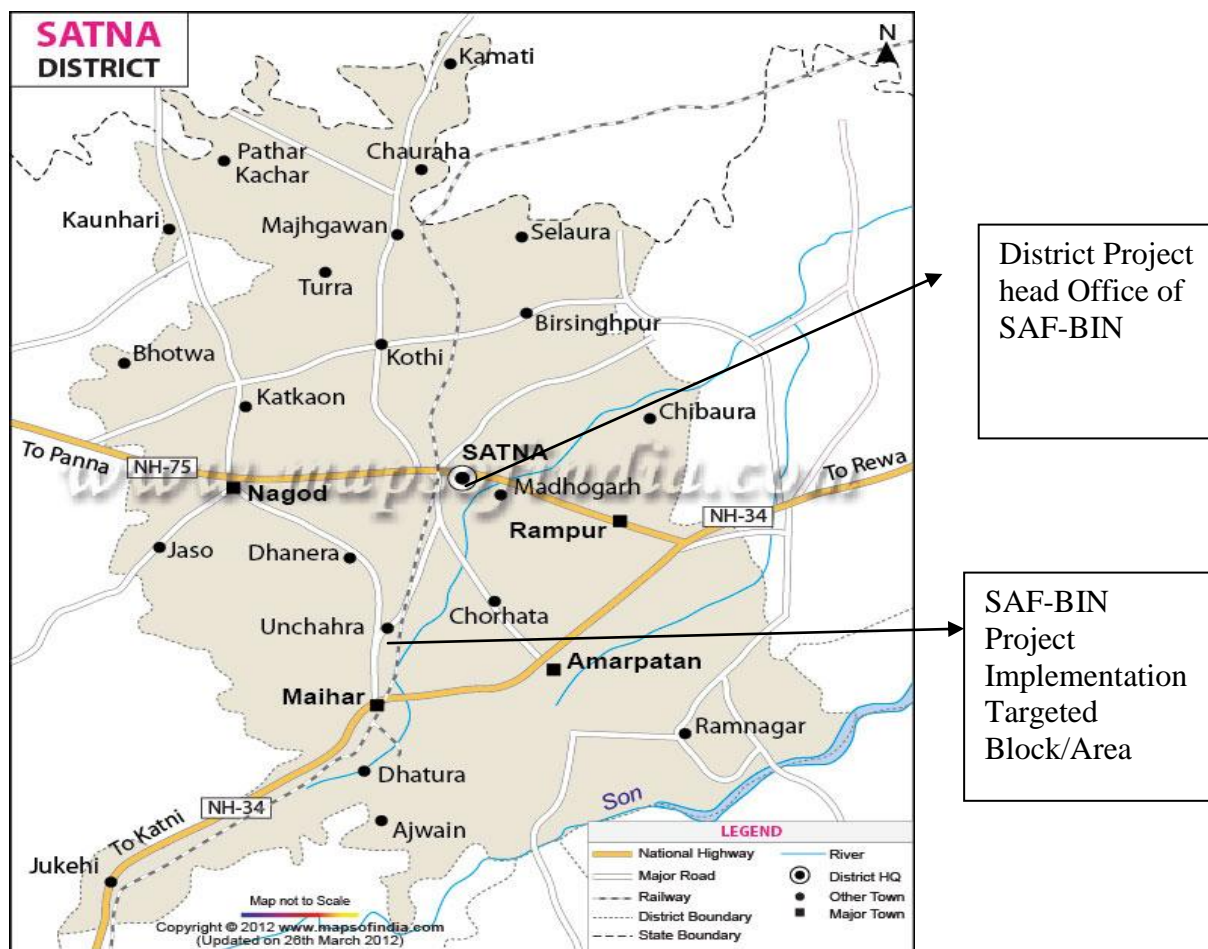 SATNA
DISTRICT
N
Kamati
Pathar
Kachar
Chauraha
Kaunhari
Majhgawan
Selaura
Turra
Birsinghpur
Bhotwa
Kothi
Katkaon
Chibaura
To Panna
NH-75
SATNA
To Rewa
www.mapsofindia.com
Nagod
Madhogarh
Rampur
NH-34
Jaso
Dhanera
Chorhata
Unchahra
Amarpatan
Maihar
Ramnagar
Dhatura
Son
NH-34
To Katni
Ajwain
Jukehi
LEGEND
National Highway
River
Major Road
District HQ
Railway
Other Town
District Boundary
Major Town
State Boundary
Map not to Scale
Copyright © 2012 www.mapsofindia.com
(Updated on 26th March 2012)
District Project
head Office of
SAF-BIN
SAF-BIN
Project
Implementation
Targeted
Block/Area